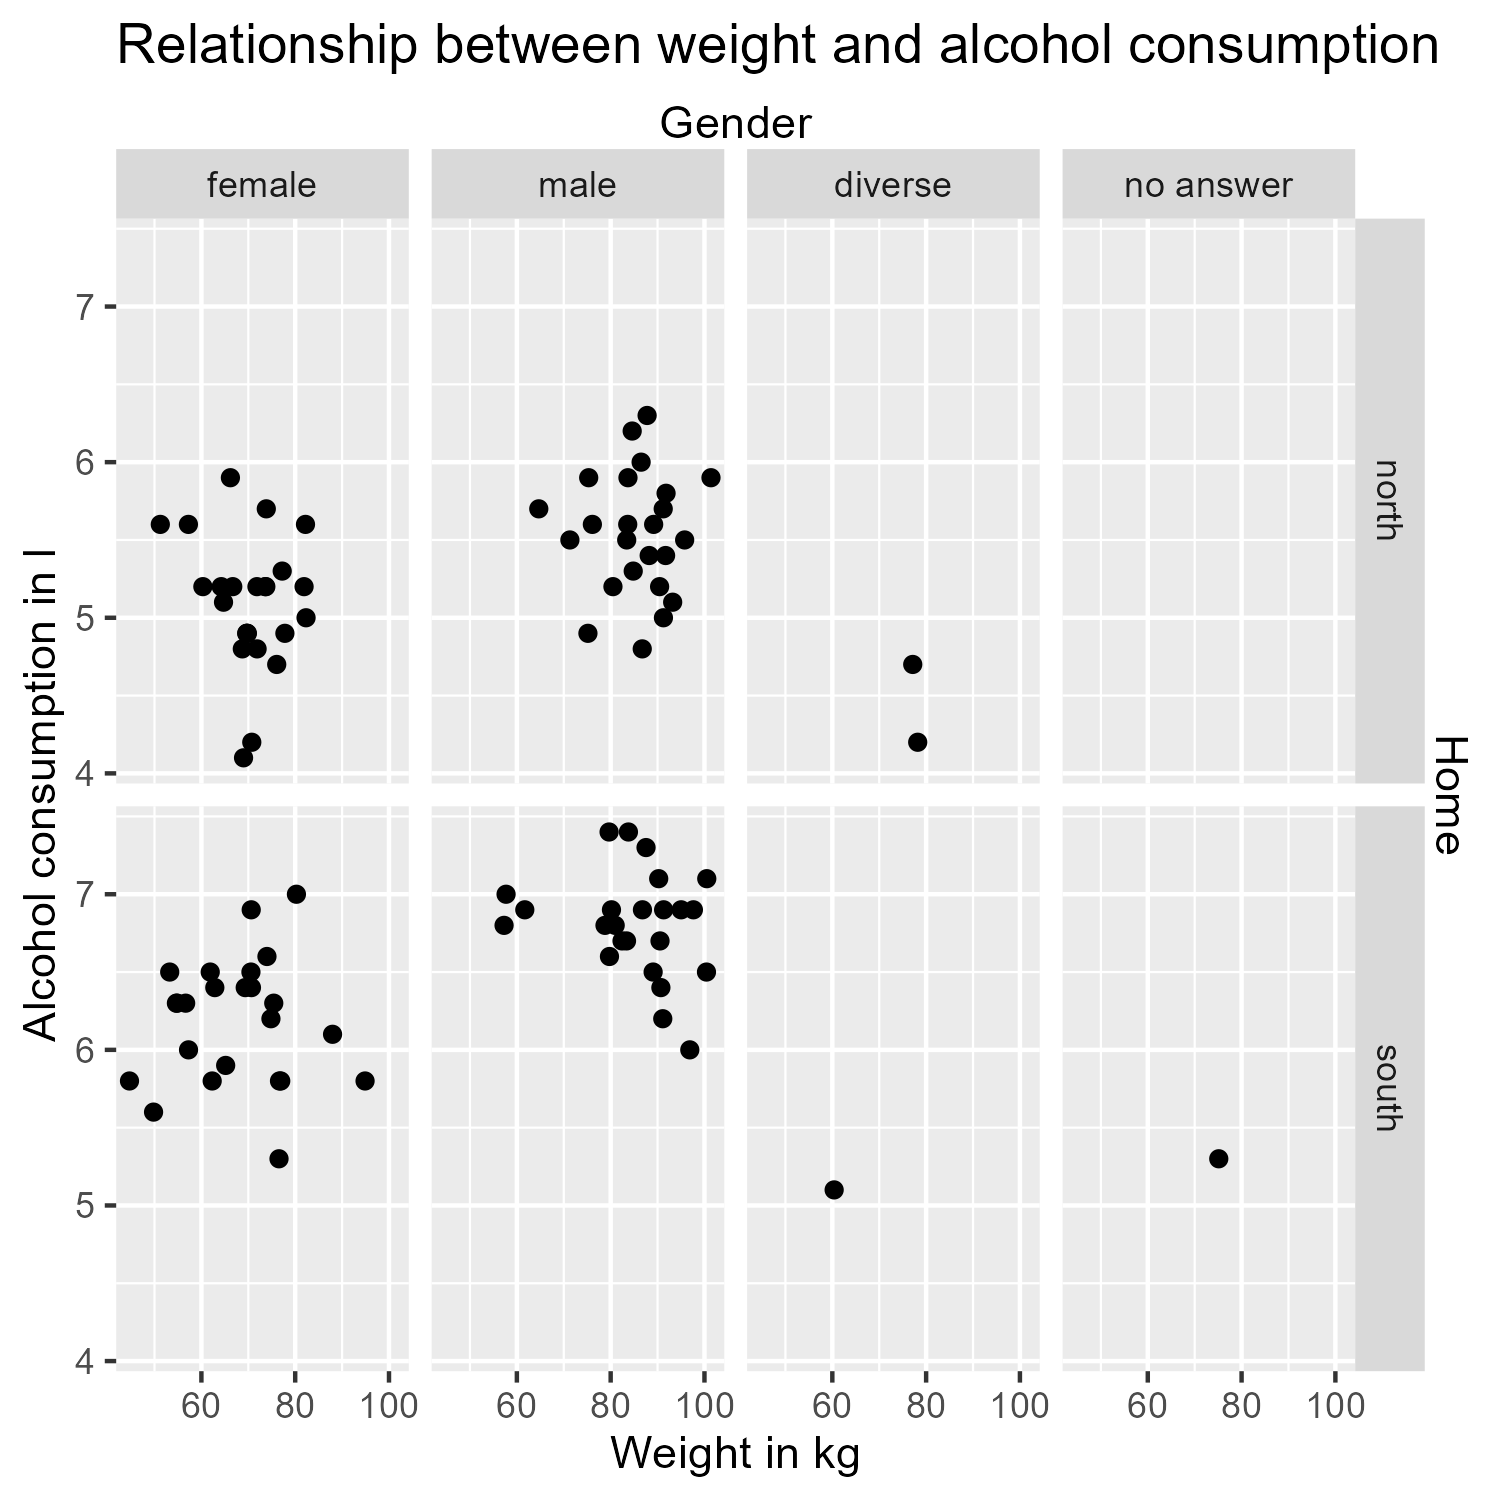 Relationship between weight and alcohol consumption
Gender
female male diverse no answer
Alcohol consumption in l
7
6
5
4
north
Home
7
6
5
4
south
60 80 100 60 80 100 60 80 100 60 80 100
Weight in kg